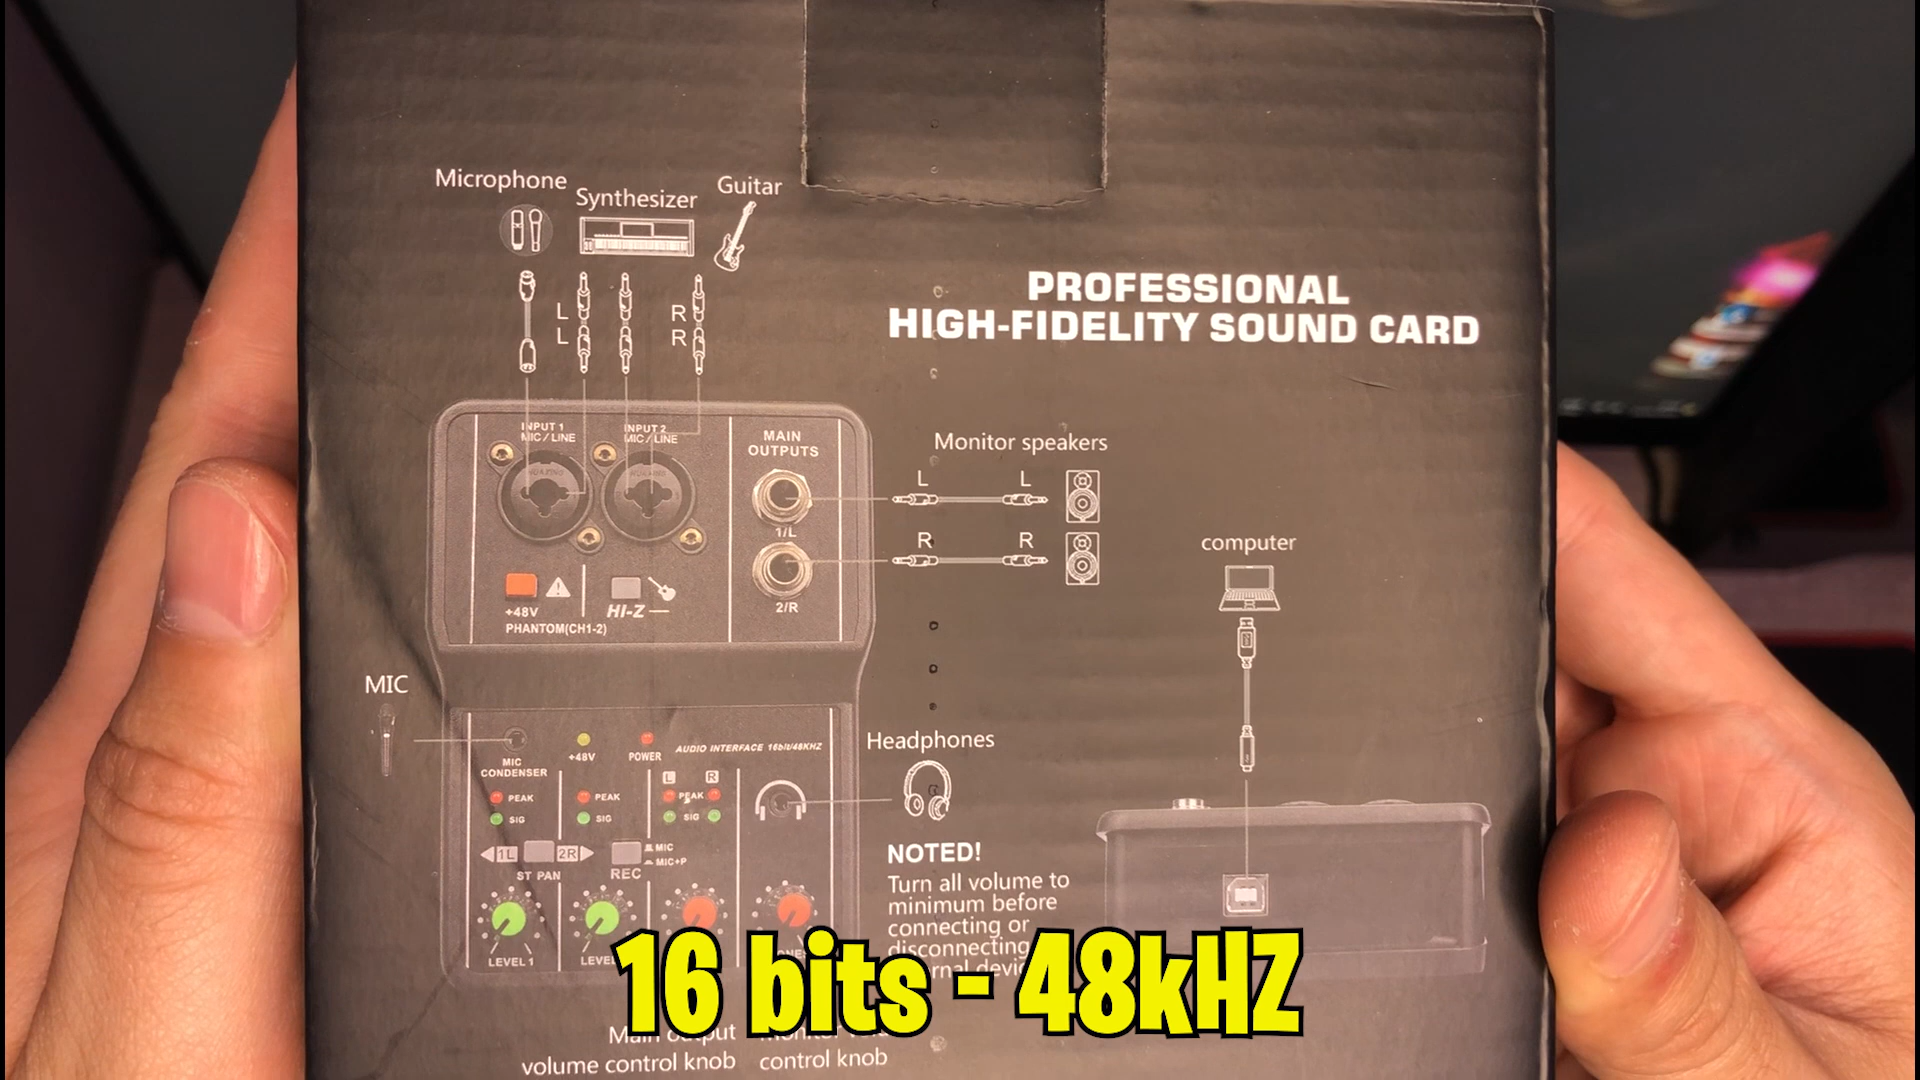 Microphone
Synthesizer
Guitar
L
R
L
R
PROFESSIONAL
HIGH-FIDELITY SOUND CARD
INPUT 1
MIC/LINE
INPUT 2
MIC/LINE
MAIN
OUTPUTS
1/L
2/R
Monitor speakers
L
L
R
R
computer
+48V
HI-Z
PHANTOM(CH1-2)
MIC
MIC
CONDENSER
+48V
POWER
AUDIO INTERFACE 16bit/48KHZ
Headphones
L
R
PEAK
PEAK
PEAK
SIG
SIG
SIG
1L
2R
MIC
MIC+P
ST PAN
REC
LEVEL 1
NOTED!
Turn all volume to
minimum before
connecting or
disconnecting
16 bits - 48kHZ
Main output
volume control knob
control knob